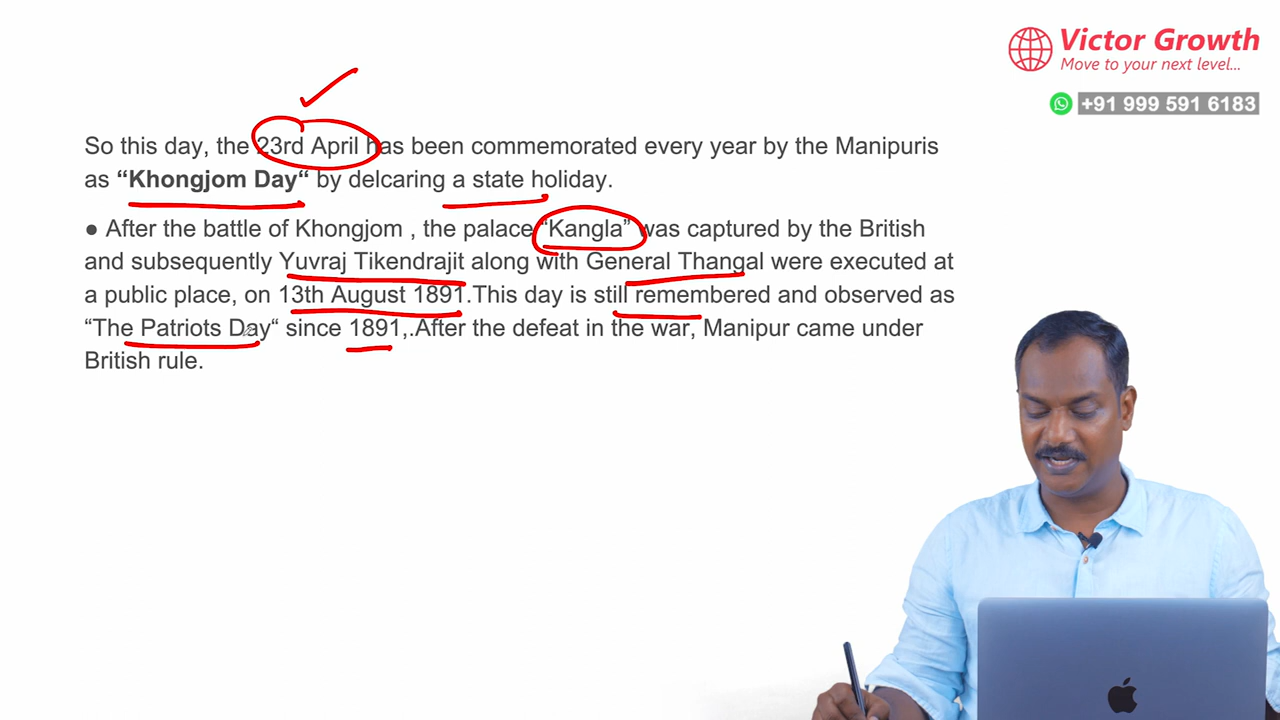 Victor Growth
Move to your next level...
+91 999 591 6183
So this day, the 23rd April has been commemorated every year by the Manipuris
as “Khongjom Day“ by delcaring a state holiday.
● After the battle of Khongjom , the palace “Kangla” was captured by the British
and subsequently Yuvraj Tikendrajit along with General Thangal were executed at
a public place, on 13th August 1891.This day is still remembered and observed as
“The Patriots Day“ since 1891,.After the defeat in the war, Manipur came under
British rule.